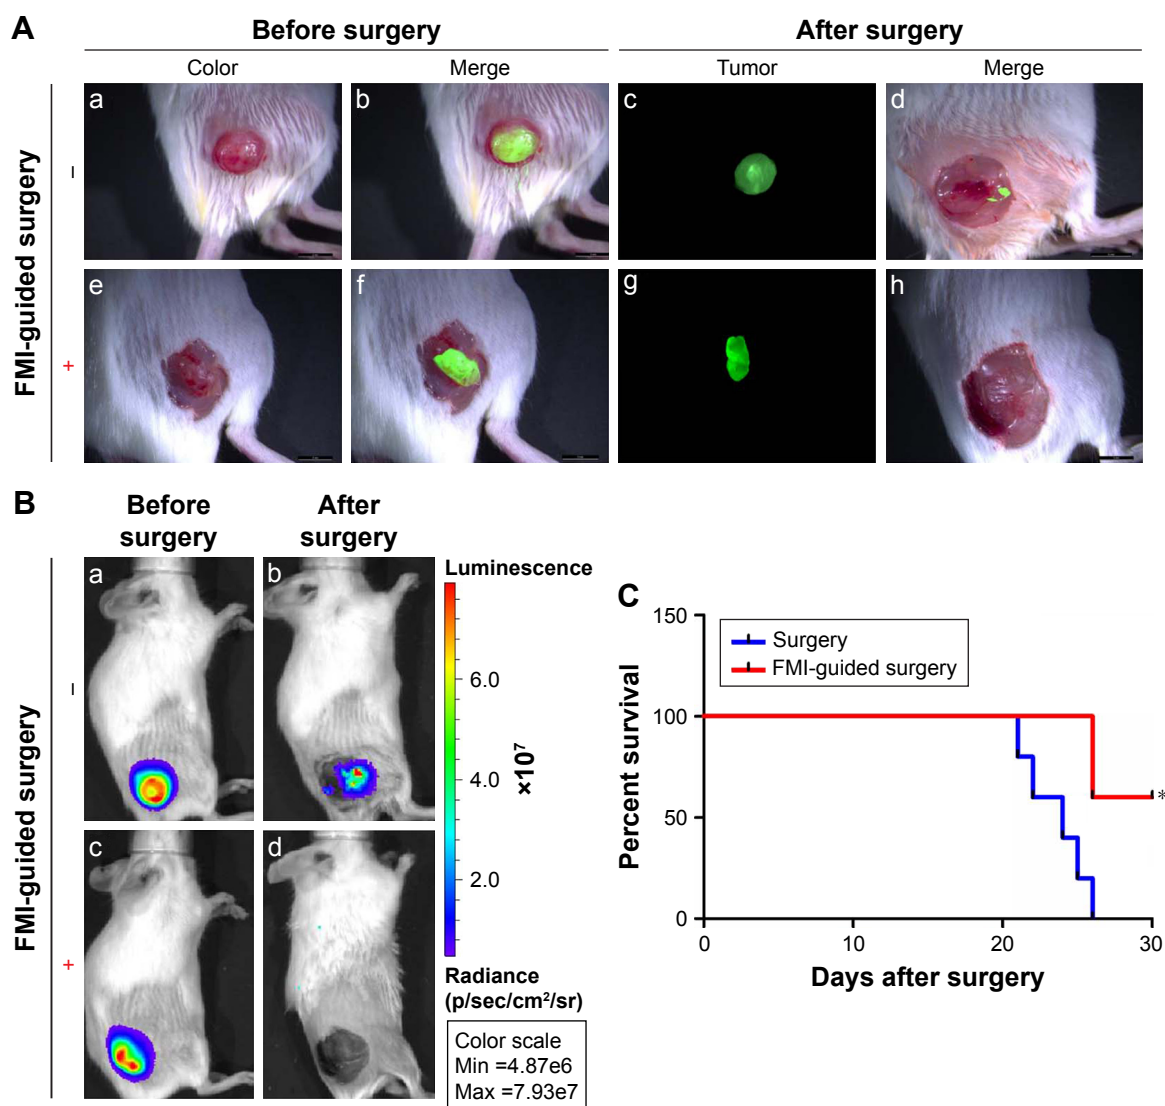 A
Before surgery
After surgery
Color
Merge
Tumor
Merge
FMI-guided surgery
–
+
a
b
c
d
e
f
g
h
B
Before
surgery
After
surgery
FMI-guided surgery
–
+
a
b
c
d
Luminescence
6.0
4.0
2.0
×10⁷
Radiance
(p/sec/cm²/sr)
Color scale
Min =4.87e6
Max =7.93e7
C
Surgery
FMI-guided surgery
Percent survival
150
100
50
0
*
0
10
20
30
Days after surgery